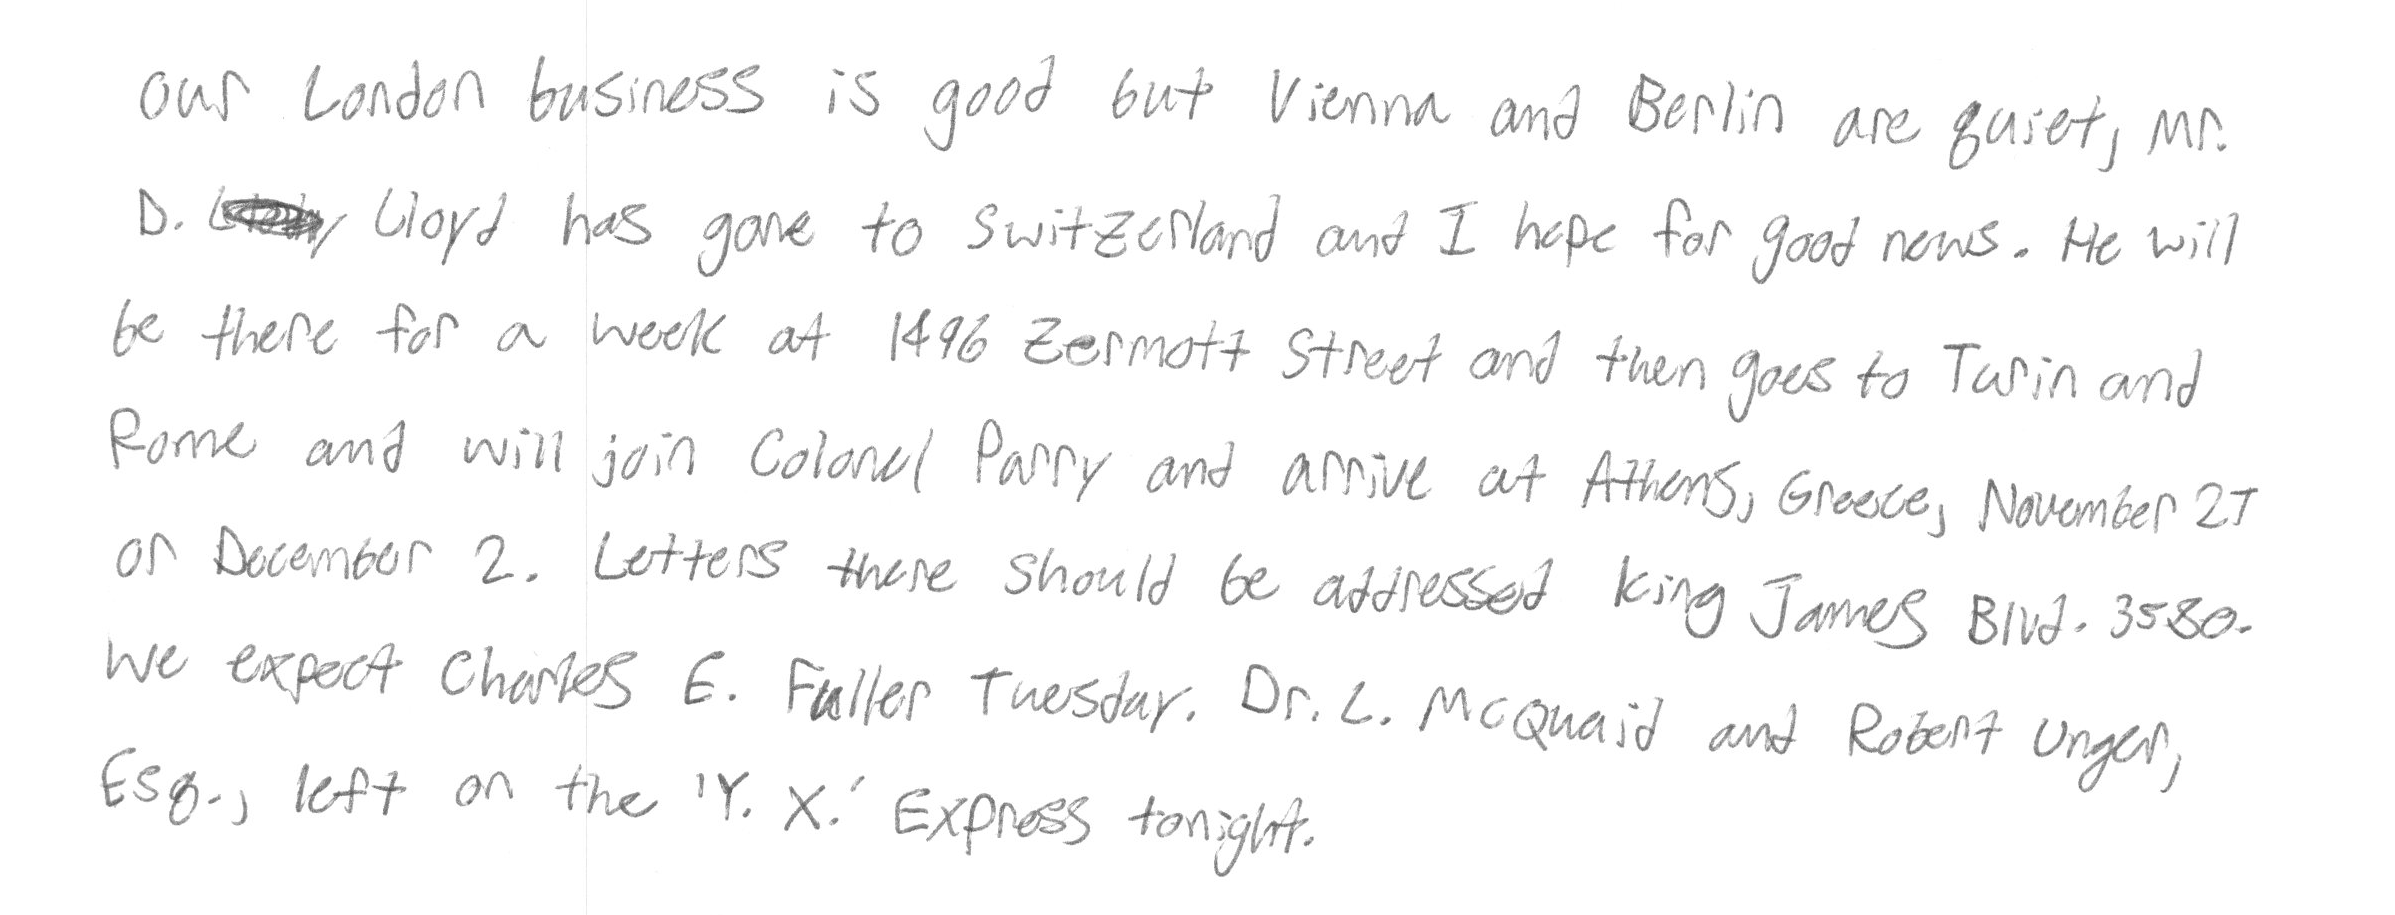 our London business is good but Vienna and Berlin are quiet, Mr.
D. Lloyd has gone to Switzerland and I hope for good news. He will
be there for a week at 1496 Zermott Street and then goes to Turin and
Rome and will join Colonel Parry and arrive at Athens, Greece, November 27
or December 2. Letters there should be addressed King James Blvd. 3580.
We expect Charles E. Fuller Tuesday. Dr. L. McQuaid and Robert Unger,
Esq., left on the 'Y. X.' Express tonight.